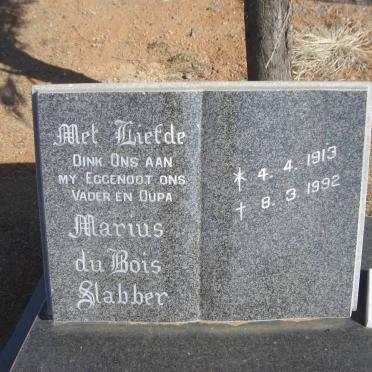 Met Liefde
DINK ONS AAN
MY EGGENOOT ONS
VADER EN OUPA
Marius
du Bois
Slabber
* 4. 4. 1913
† 8. 3. 1992